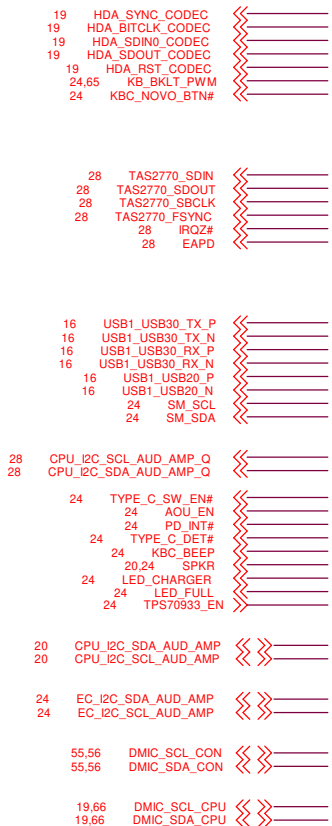 19 HDA_SYNC_CODEC
19 HDA_BITCLK_CODEC
19 HDA_SDIN0_CODEC
19 HDA_SDOUT_CODEC
19 HDA_RST_CODEC
24,65 KB_BKLT_PWM
24 KBC_NOVO_BTN#
28 TAS2770_SDIN
28 TAS2770_SDOUT
28 TAS2770_SBCLK
28 TAS2770_FSYNC
28 IRQZ#
28 EAPD
16 USB1_USB30_TX_P
16 USB1_USB30_TX_N
16 USB1_USB30_RX_P
16 USB1_USB30_RX_N
16 USB1_USB20_P
16 USB1_USB20_N
24 SM_SCL
24 SM_SDA
28 CPU_I2C_SCL_AUD_AMP_Q
28 CPU_I2C_SDA_AUD_AMP_Q
24 TYPE_C_SW_EN#
24 AOU_EN
24 PD_INT#
24 TYPE_C_DET#
24 KBC_BEEP
20,24 SPKR
24 LED_CHARGER
24 LED_FULL
24 TPS70933_EN
20 CPU_I2C_SDA_AUD_AMP
20 CPU_I2C_SCL_AUD_AMP
24 EC_I2C_SDA_AUD_AMP
24 EC_I2C_SCL_AUD_AMP
55,56 DMIC_SCL_CON
55,56 DMIC_SDA_CON
19,66 DMIC_SCL_CPU
19,66 DMIC_SDA_CPU